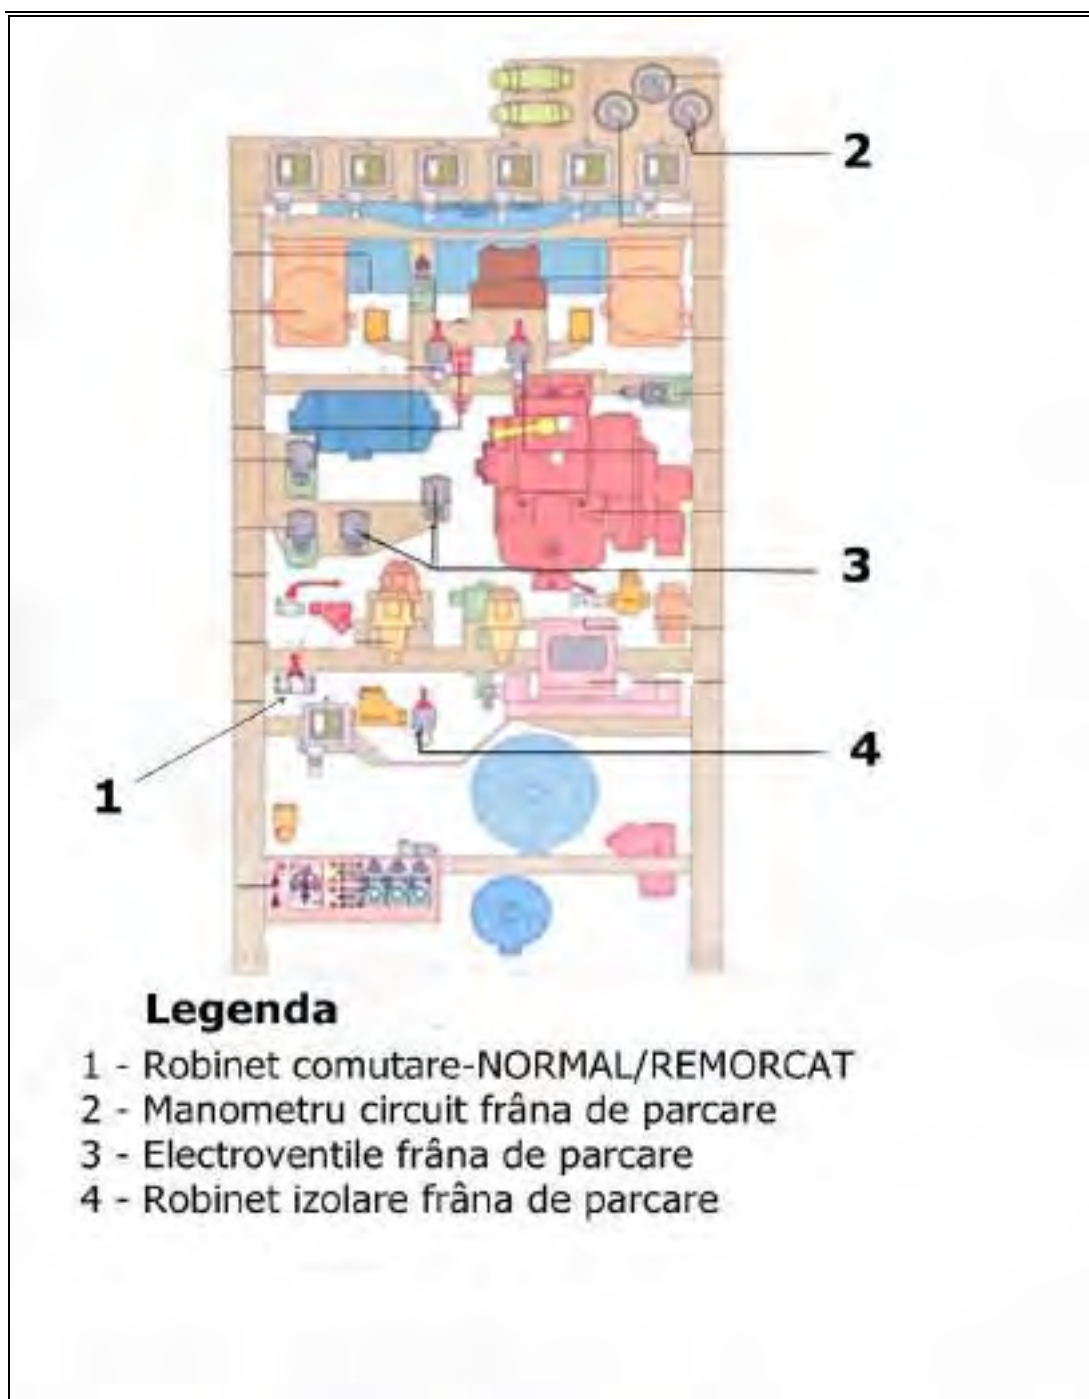 2
3
4
1
Legenda
1 - Robinet comutare-NORMAL/REMORCAT
2 - Manometru circuit frâna de parcare
3 - Electroventile frâna de parcare
4 - Robinet izolare frâna de parcare